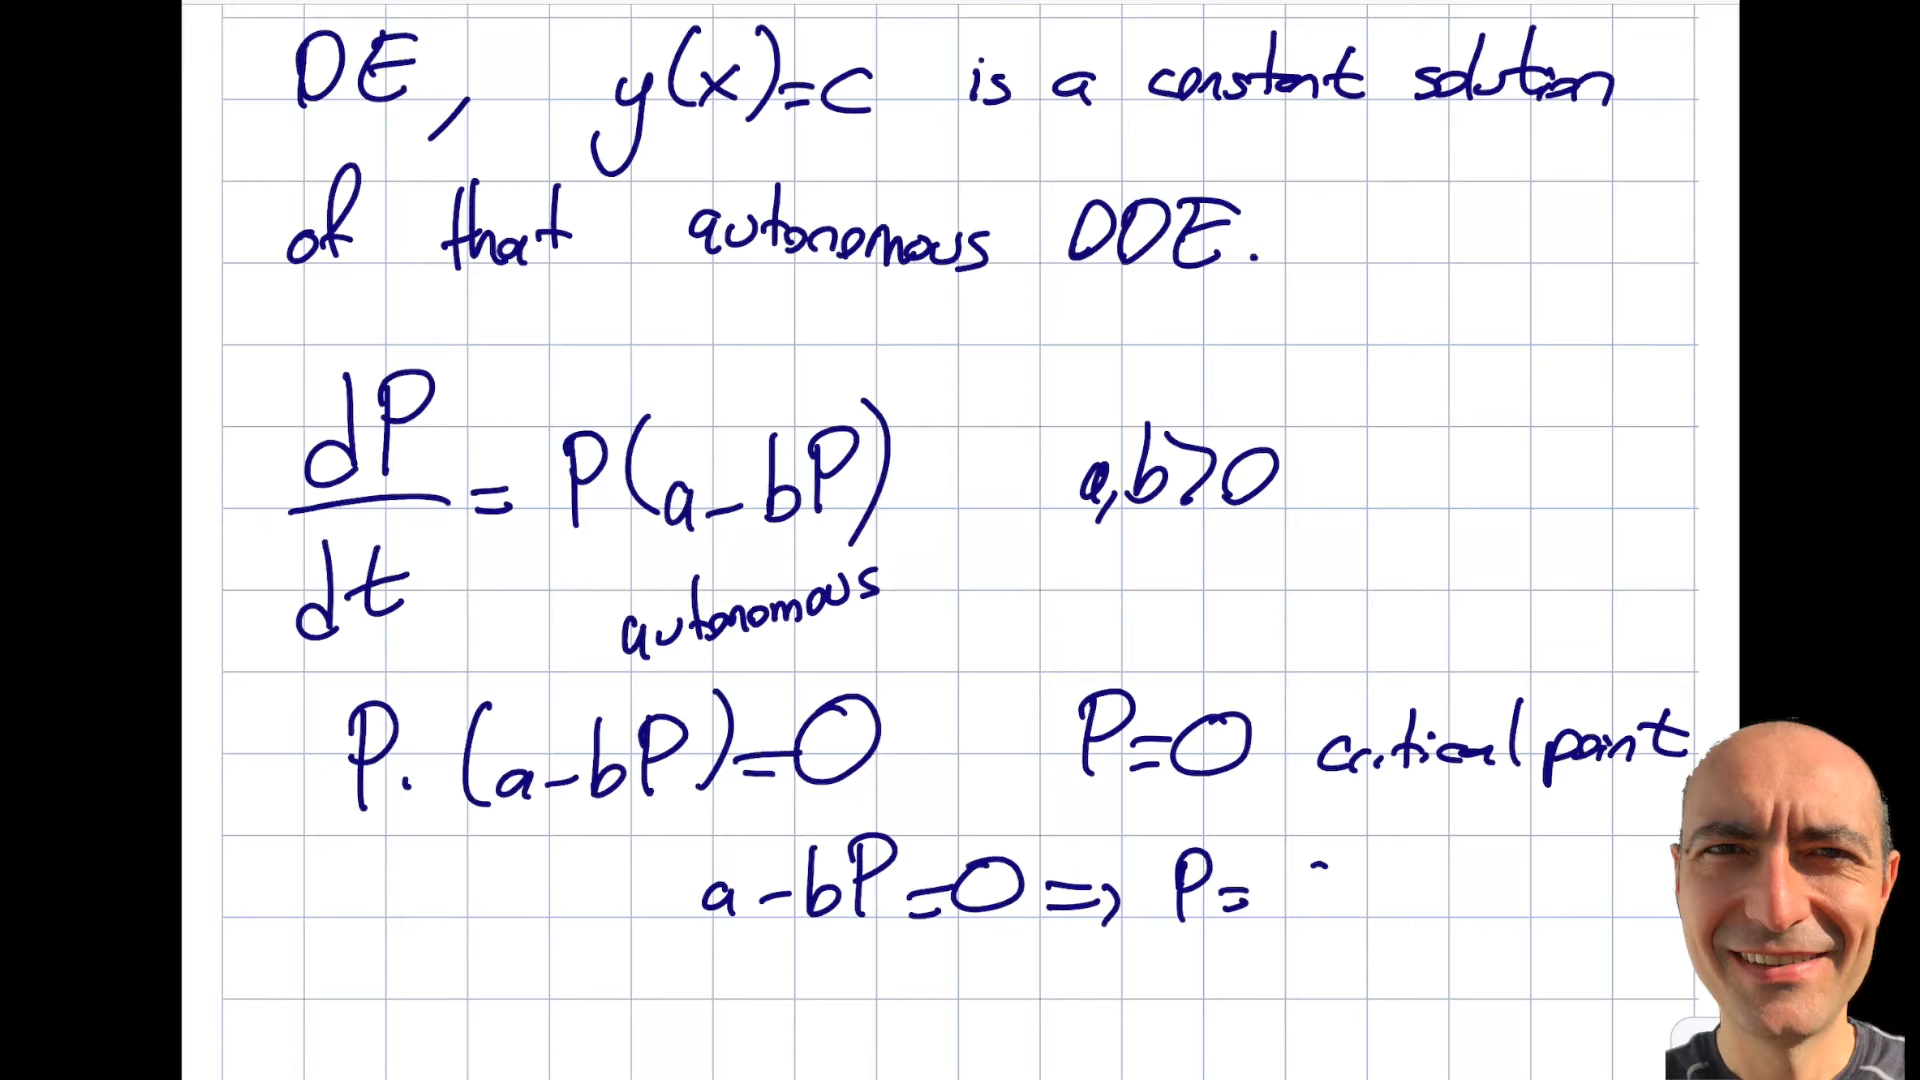 DE, y(x)=c is a constant solution
of that autonomous ODE.
dP/dt = P(a-bP) a,b>0
autonomous
P.(a-bP)=0 P=0 critical point
a-bP=0 => P=